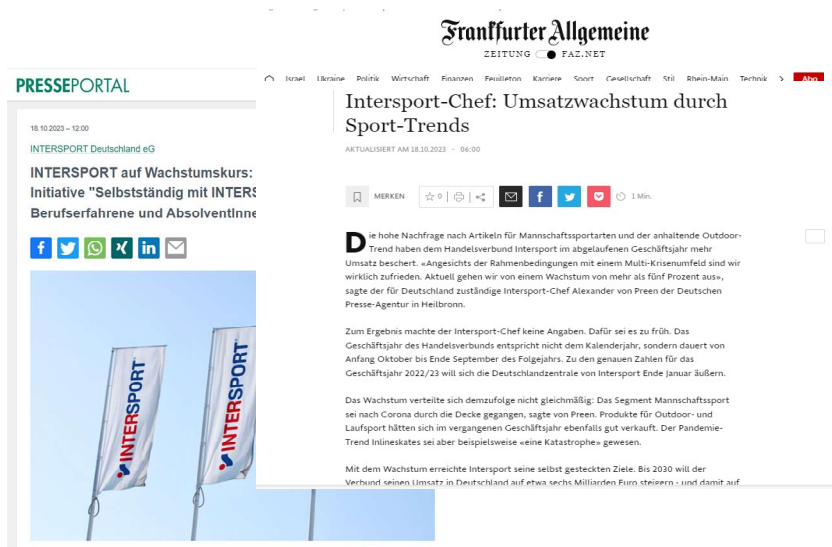 PRESSEPORTAL
18.10.2023 – 12:00
INTERSPORT Deutschland eG
INTERSPORT auf Wachstumskurs:
Initiative "Selbstständig mit INTERS
Berufserfahrene und AbsolventInne
INTERSPORT
INTERSPORT
INTERSPORT
Frankfurter Allgemeine
ZEITUNG FAZ.NET
Israel Ukraine Politik Wirtschaft Finanzen Feuilleton Karriere Sport Gesellschaft Stil Rhein-Main Technik > Abo
Intersport-Chef: Umsatzwachstum durch
Sport-Trends
AKTUALISIERT AM 18.10.2023 - 06:00
MERKEN 0 1 Min.
Die hohe Nachfrage nach Artikeln für Mannschaftssportarten und der anhaltende Outdoor-
Trend haben dem Handelsverbund Intersport im abgelaufenen Geschäftsjahr mehr
Umsatz beschert. «Angesichts der Rahmenbedingungen mit einem Multi-Krisenumfeld sind wir
wirklich zufrieden. Aktuell gehen wir von einem Wachstum von mehr als fünf Prozent aus»,
sagte der für Deutschland zuständige Intersport-Chef Alexander von Preen der Deutschen
Presse-Agentur in Heilbronn.
Zum Ergebnis machte der Intersport-Chef keine Angaben. Dafür sei es zu früh. Das
Geschäftsjahr des Handelsverbunds entspricht nicht dem Kalenderjahr, sondern dauert von
Anfang Oktober bis Ende September des Folgejahrs. Zu den genauen Zahlen für das
Geschäftsjahr 2022/23 will sich die Deutschlandzentrale von Intersport Ende Januar äußern.
Das Wachstum verteilte sich demzufolge nicht gleichmäßig: Das Segment Mannschaftssport
sei nach Corona durch die Decke gegangen, sagte von Preen. Produkte für Outdoor- und
Laufsport hätten sich im vergangenen Geschäftsjahr ebenfalls gut verkauft. Der Pandemie-
Trend Inlineskates sei aber beispielsweise «eine Katastrophe» gewesen.
Mit dem Wachstum erreichte Intersport seine selbst gesteckten Ziele. Bis 2030 will der
Verbund seinen Umsatz in Deutschland auf etwa sechs Milliarden Euro steigern - und damit auf